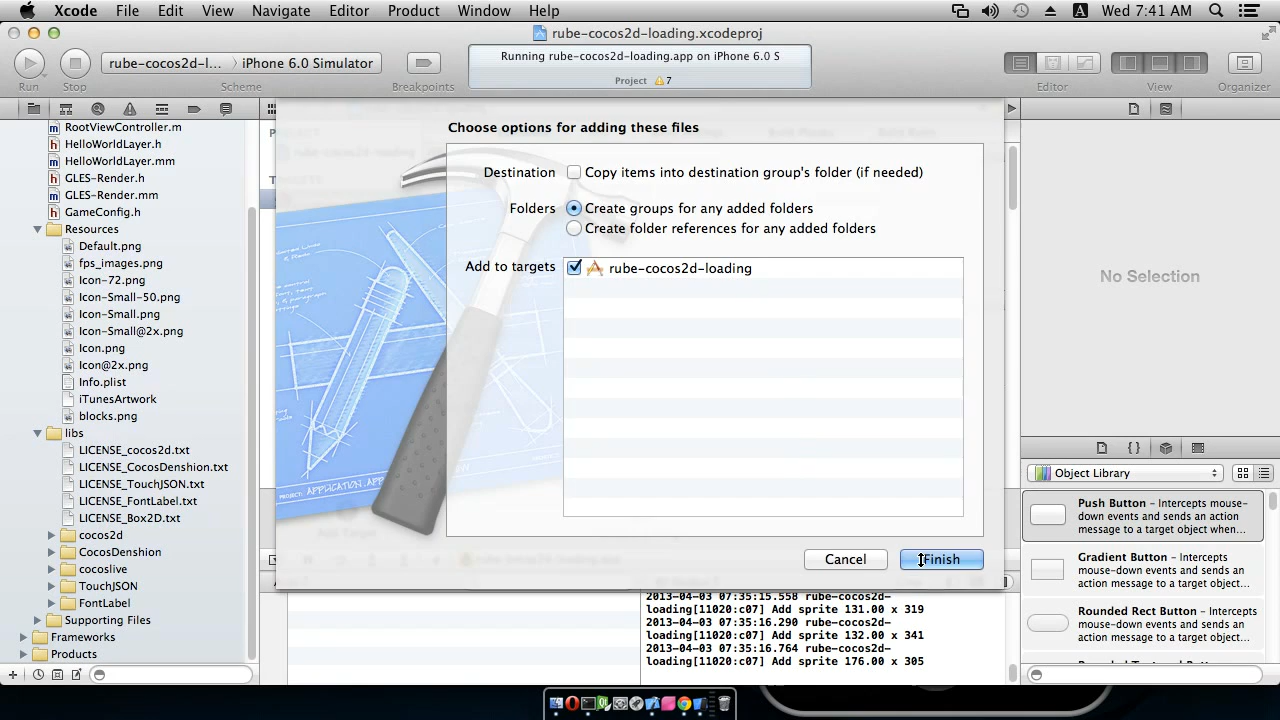 Xcode File Edit View Navigate Editor Product Window Help A Wed 7:41 AM
rube-cocos2d-loading.xcodeproj
rube-cocos2d-l... iPhone 6.0 Simulator
Running rube-cocos2d-loading.app on iPhone 6.0 S
Project 7
Run Stop Scheme Breakpoints Editor View Organizer
RootViewController.m
HelloWorldLayer.h
HelloWorldLayer.mm
GLES-Render.h
GLES-Render.mm
GameConfig.h
Resources
Default.png
fps_images.png
Icon-72.png
Icon-Small-50.png
Icon-Small.png
Icon-Small@2x.png
Icon.png
Icon@2x.png
Info.plist
iTunesArtwork
blocks.png
libs
LICENSE_cocos2d.txt
LICENSE_CocosDenshion.txt
LICENSE_TouchJSON.txt
LICENSE_FontLabel.txt
LICENSE_Box2D.txt
cocos2d
CocosDenshion
cocoslive
TouchJSON
FontLabel
Supporting Files
Frameworks
Products
Choose options for adding these files
Destination Copy items into destination group's folder (if needed)
Folders Create groups for any added folders
Create folder references for any added folders
Add to targets rube-cocos2d-loading
Cancel Finish
2013-04-03 07:35:15.558 rube-cocos2d-
loading[11020:c07] Add sprite 131.00 x 319
2013-04-03 07:35:16.290 rube-cocos2d-
loading[11020:c07] Add sprite 132.00 x 341
2013-04-03 07:35:16.764 rube-cocos2d-
loading[11020:c07] Add sprite 176.00 x 305
No Selection
Object Library
Push Button – Intercepts mouse-
down events and sends an action
message to a target object when...
Gradient Button – Intercepts
mouse-down events and sends an
action message to a target object...
Rounded Rect Button – Intercepts
mouse-down events and sends an
action message to a target object...